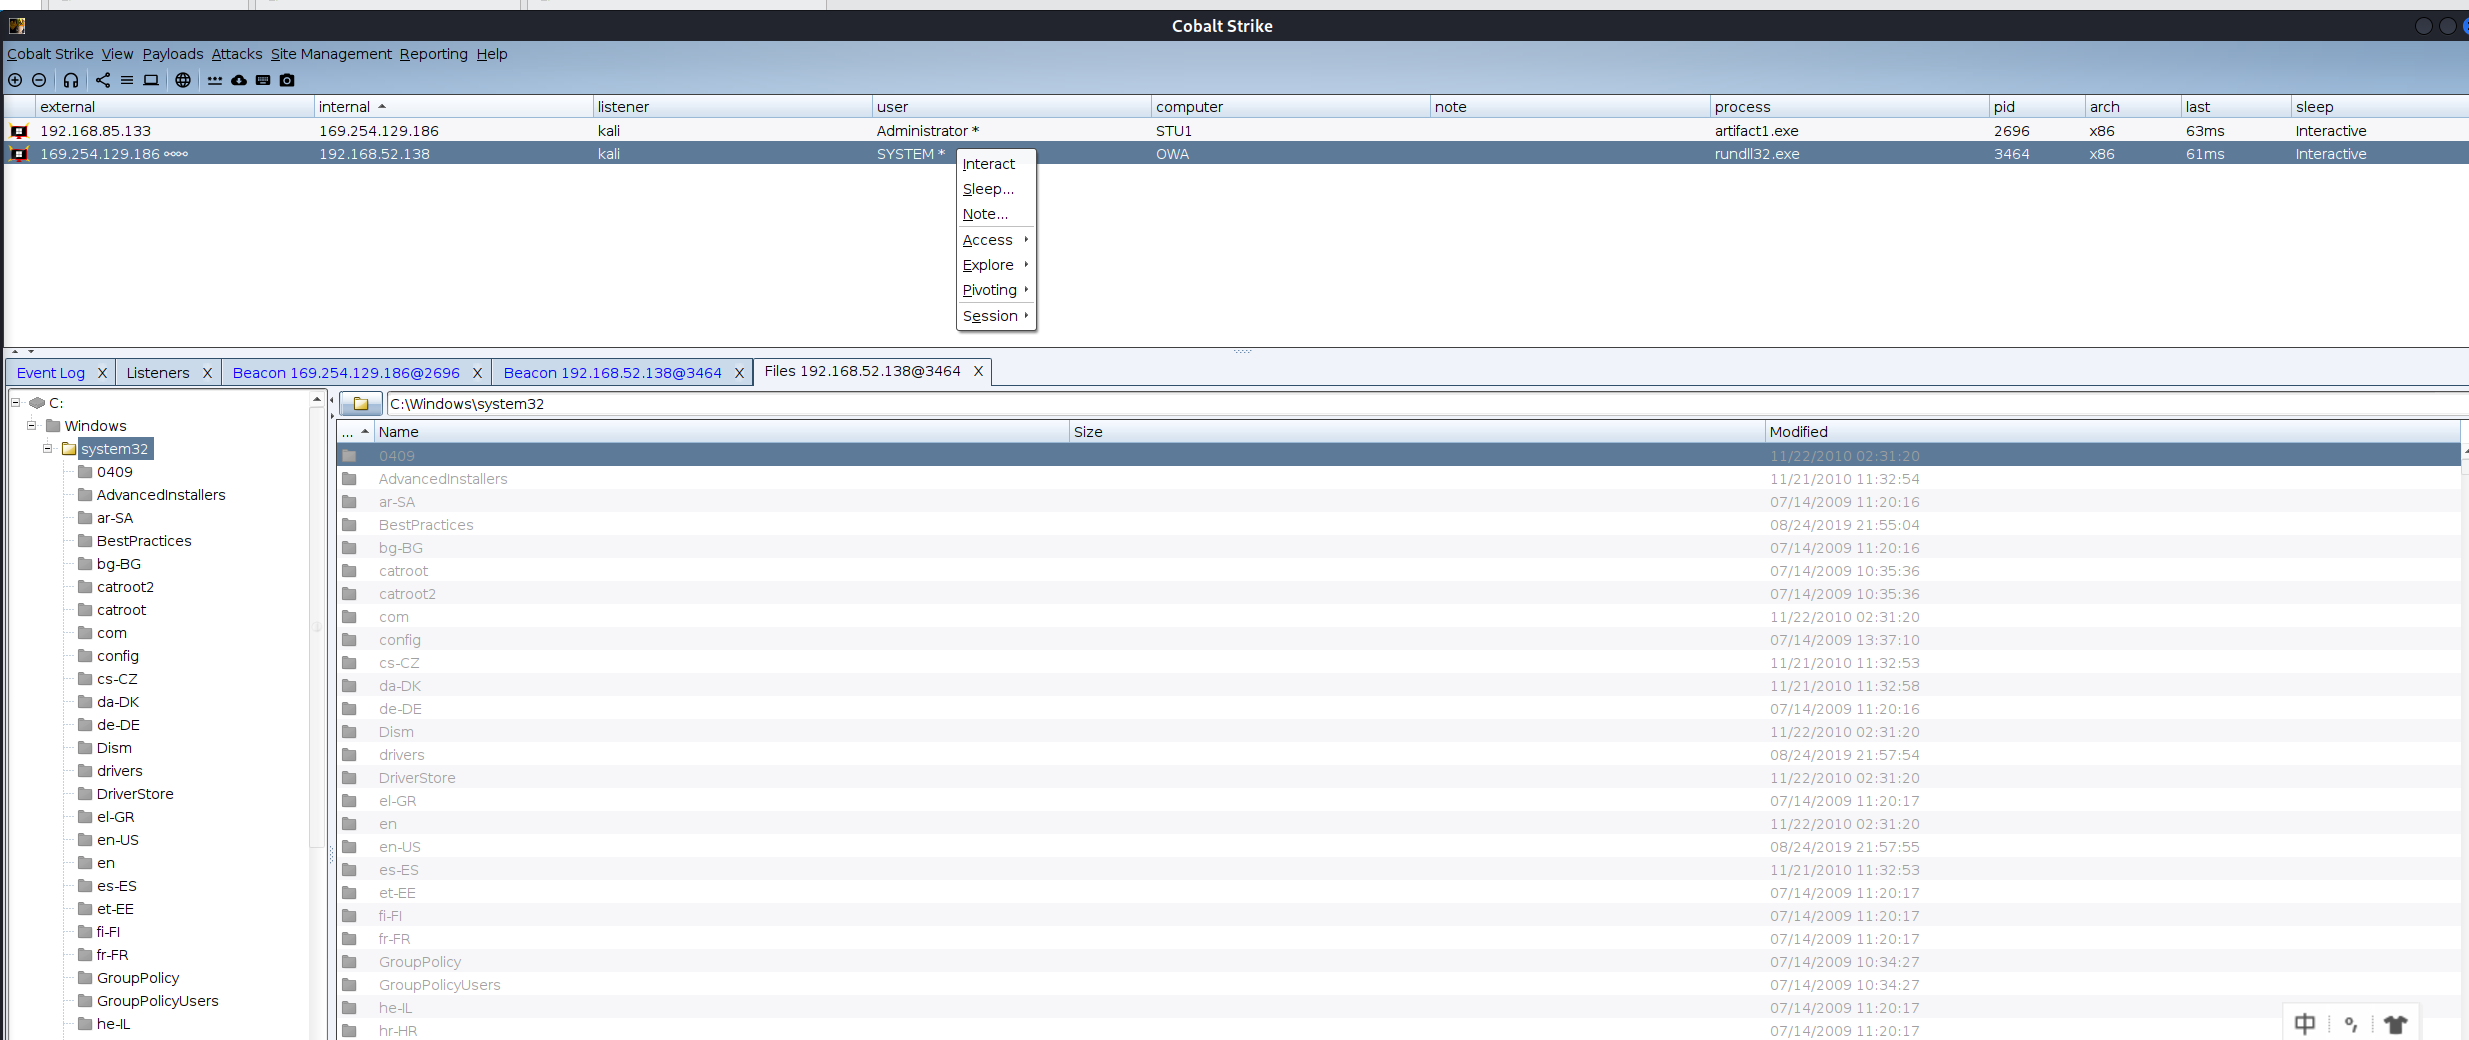 Cobalt Strike
Cobalt Strike View Payloads Attacks Site Management Reporting Help
external internal listener user computer note process pid arch last sleep
192.168.85.133 169.254.129.186 kali Administrator * STU1 artifact1.exe 2696 x86 63ms Interactive
169.254.129.186 192.168.52.138 kali SYSTEM * OWA rundll32.exe 3464 x86 61ms Interactive
Interact
Sleep...
Note...
Access
Explore
Pivoting
Session
Event Log X Listeners X Beacon 169.254.129.186@2696 X Beacon 192.168.52.138@3464 X Files 192.168.52.138@3464 X
C:
Windows
system32
0409
AdvancedInstallers
ar-SA
BestPractices
bg-BG
catroot2
catroot
com
config
cs-CZ
da-DK
de-DE
Dism
drivers
DriverStore
el-GR
en-US
en
es-ES
et-EE
fi-FI
fr-FR
GroupPolicy
GroupPolicyUsers
he-IL
C:\Windows\system32
... Name Size Modified
0409 11/22/2010 02:31:20
AdvancedInstallers 11/21/2010 11:32:54
ar-SA 07/14/2009 11:20:16
BestPractices 08/24/2019 21:55:04
bg-BG 07/14/2009 11:20:16
catroot 07/14/2009 10:35:36
catroot2 07/14/2009 10:35:36
com 11/22/2010 02:31:20
config 07/14/2009 13:37:10
cs-CZ 11/21/2010 11:32:53
da-DK 11/21/2010 11:32:58
de-DE 07/14/2009 11:20:16
Dism 11/22/2010 02:31:20
drivers 08/24/2019 21:57:54
DriverStore 11/22/2010 02:31:20
el-GR 07/14/2009 11:20:17
en 11/22/2010 02:31:20
en-US 08/24/2019 21:57:55
es-ES 11/21/2010 11:32:53
et-EE 07/14/2009 11:20:17
fi-FI 07/14/2009 11:20:17
fr-FR 07/14/2009 11:20:17
GroupPolicy 07/14/2009 10:34:27
GroupPolicyUsers 07/14/2009 10:34:27
he-IL 07/14/2009 11:20:17
hr-HR 07/14/2009 11:20:17
中 °,